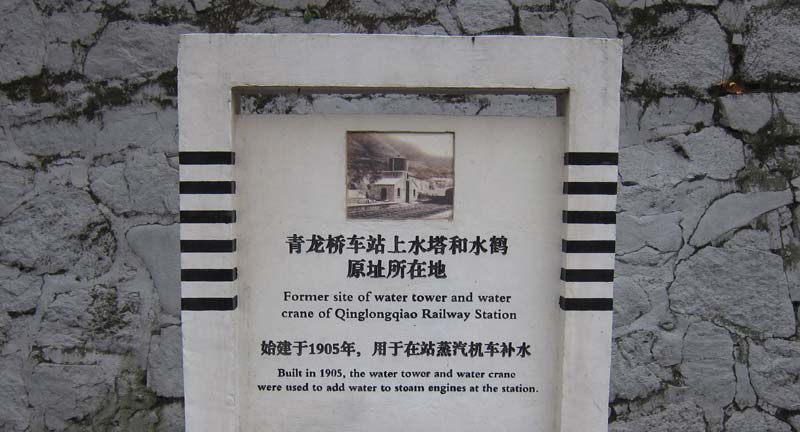 青龙桥车站上水塔和水鹤
原址所在地
Former site of water tower and water
crane of Qinglongqiao Railway Station
始建于1905年，用于在站蒸汽机车补水
Built in 1905, the water towor and water crano
were used to add water to stoam engines at the station.